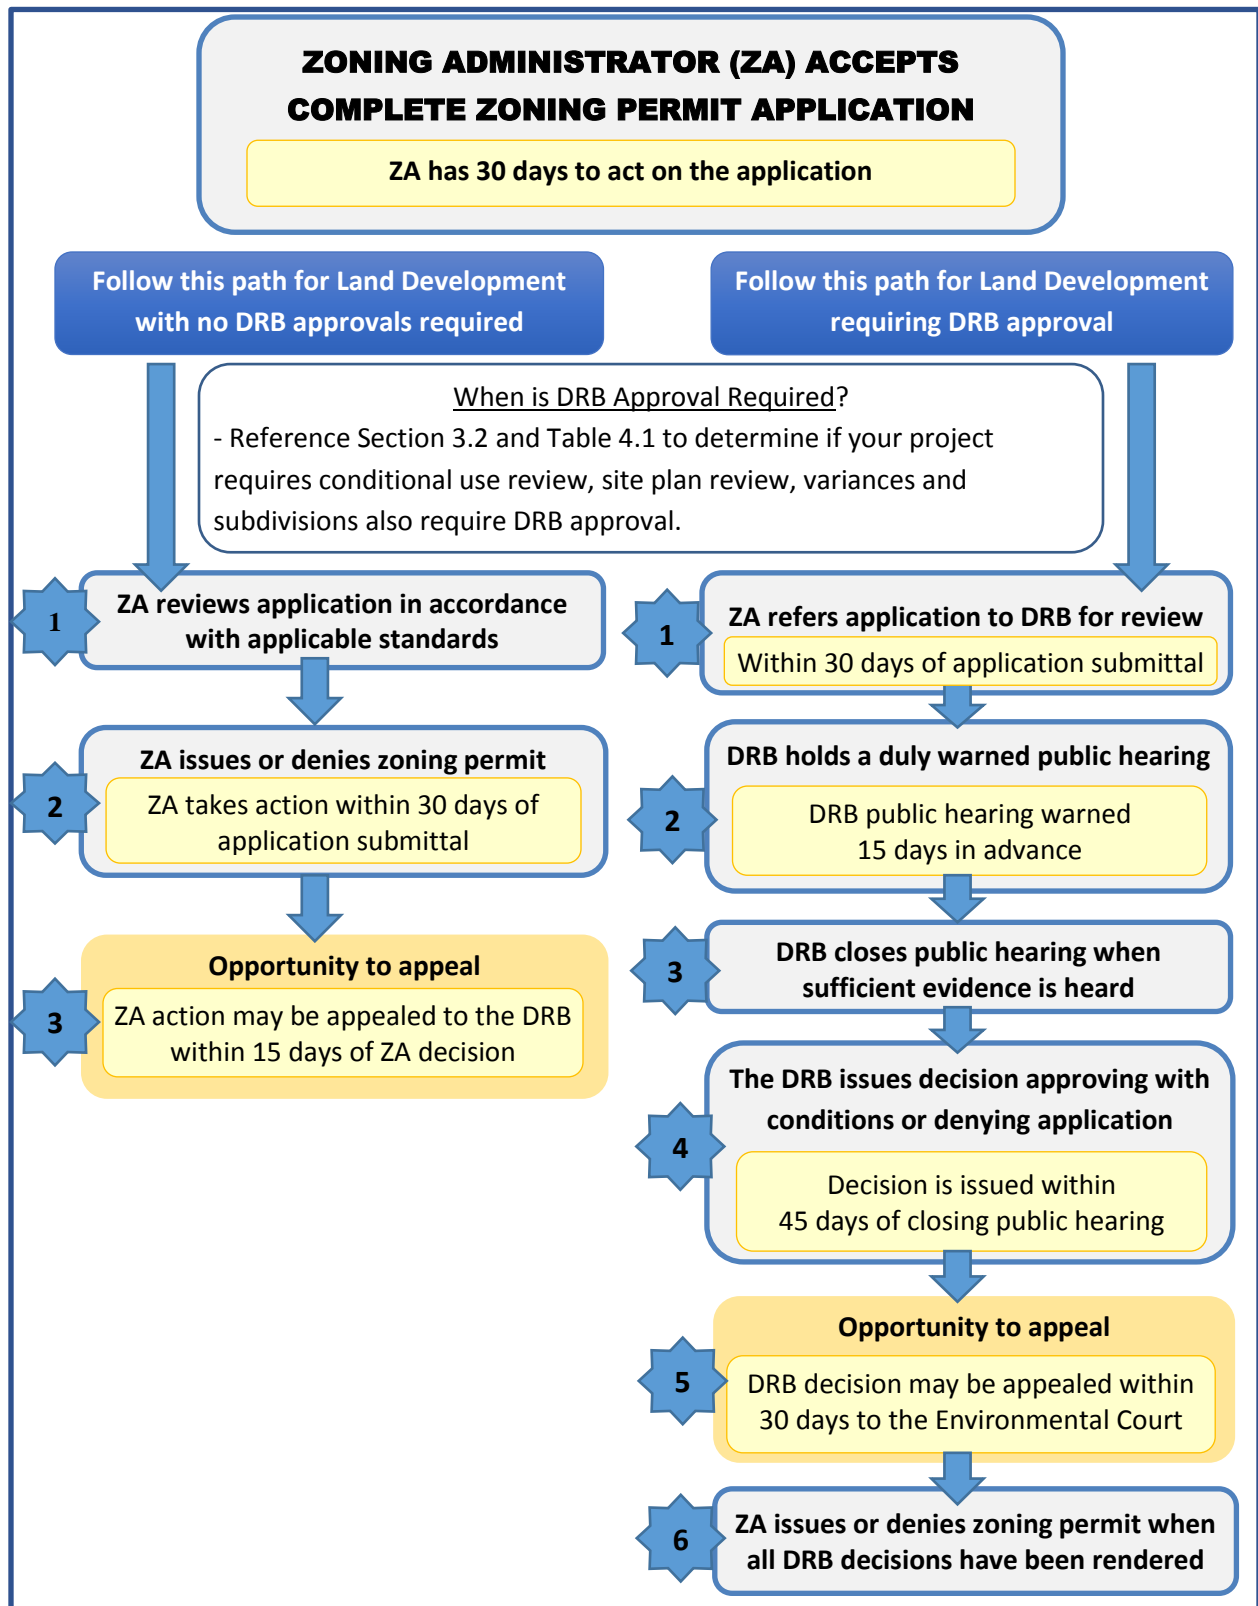 ZONING ADMINISTRATOR (ZA) ACCEPTS
COMPLETE ZONING PERMIT APPLICATION
ZA has 30 days to act on the application
Follow this path for Land Development
with no DRB approvals required
Follow this path for Land Development
requiring DRB approval
When is DRB Approval Required?
- Reference Section 3.2 and Table 4.1 to determine if your project
requires conditional use review, site plan review, variances and
subdivisions also require DRB approval.
1
ZA reviews application in accordance
with applicable standards
2
ZA issues or denies zoning permit
ZA takes action within 30 days of
application submittal
3
Opportunity to appeal
ZA action may be appealed to the DRB
within 15 days of ZA decision
1
ZA refers application to DRB for review
Within 30 days of application submittal
2
DRB holds a duly warned public hearing
DRB public hearing warned
15 days in advance
3
DRB closes public hearing when
sufficient evidence is heard
4
The DRB issues decision approving with
conditions or denying application
Decision is issued within
45 days of closing public hearing
5
Opportunity to appeal
DRB decision may be appealed within
30 days to the Environmental Court
6
ZA issues or denies zoning permit when
all DRB decisions have been rendered